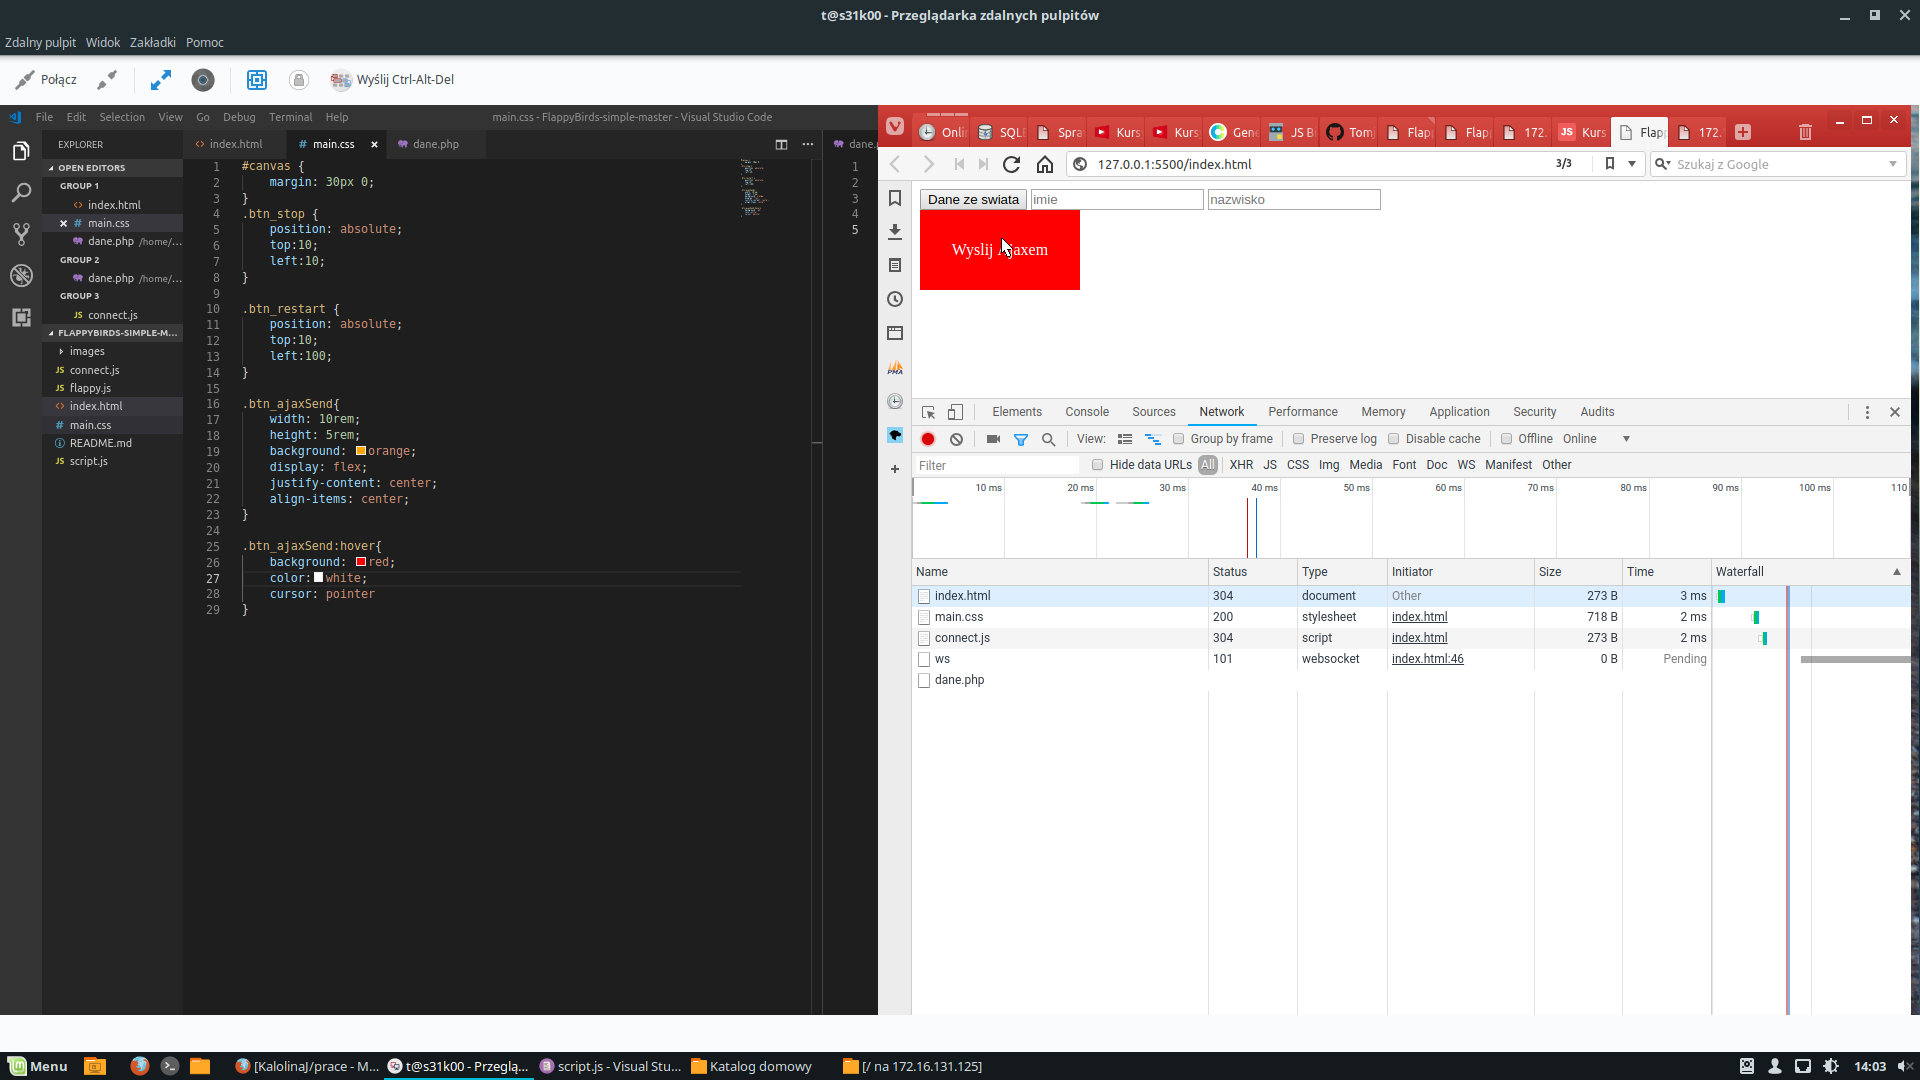 t@s31k00 - Przeglądarka zdalnych pulpitów
Zdalny pulpit Widok Zakładki Pomoc
Połącz Wyślij Ctrl-Alt-Del
File Edit Selection View Go Debug Terminal Help main.css - FlappyBirds-simple-master - Visual Studio Code
EXPLORER
OPEN EDITORS
GROUP 1
index.html
main.css
dane.php /home/...
GROUP 2
dane.php /home/...
GROUP 3
JS connect.js
FLAPPYBIRDS-SIMPLE-M...
images
JS connect.js
JS flappy.js
index.html
# main.css
README.md
JS script.js
index.html # main.css dane.php
1 #canvas {
2 margin: 30px 0;
3 }
4 .btn_stop {
5 position: absolute;
6 top:10;
7 left:10;
8 }
9
10 .btn_restart {
11 position: absolute;
12 top:10;
13 left:100;
14 }
15
16 .btn_ajaxSend{
17 width: 10rem;
18 height: 5rem;
19 background: orange;
20 display: flex;
21 justify-content: center;
22 align-items: center;
23 }
24
25 .btn_ajaxSend:hover{
26 background: red;
27 color: white;
28 cursor: pointer
29 }
dane.
1
2
3
4
5
Onli SQL Spra Kurs Kurs Gen JS B Tom Flap Flap 172. JS Kurs Flap 172.
127.0.0.1:5500/index.html 3/3 Szukaj z Google
PMA
Dane ze swiata imie nazwisko
Wyslij Ajaxem
Elements Console Sources Network Performance Memory Application Security Audits
View: Group by frame Preserve log Disable cache Offline Online
Filter Hide data URLs All XHR JS CSS Img Media Font Doc WS Manifest Other
10 ms 20 ms 30 ms 40 ms 50 ms 60 ms 70 ms 80 ms 90 ms 100 ms 110
Name Status Type Initiator Size Time Waterfall
index.html 304 document Other 273 B 3 ms
main.css 200 stylesheet index.html 718 B 2 ms
connect.js 304 script index.html 273 B 2 ms
ws 101 websocket index.html:46 0 B Pending
dane.php
Menu [KalolinaJ/prace - M... t@s31k00 - Przeglą... script.js - Visual Stu... Katalog domowy [/ na 172.16.131.125] 14:03